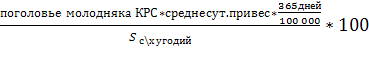 поголовье молодняка КРС*среднесут.привес*365дней/100 000
S с\х угодий * 100